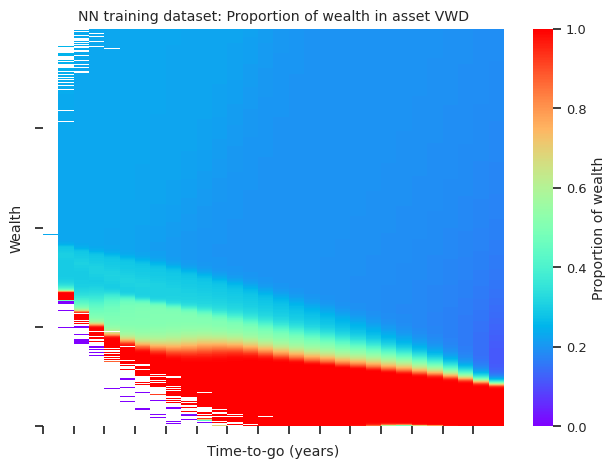 NN training dataset: Proportion of wealth in asset VWD
Wealth
Time-to-go (years)
1.0
0.8
0.6
0.4
0.2
0.0
Proportion of wealth